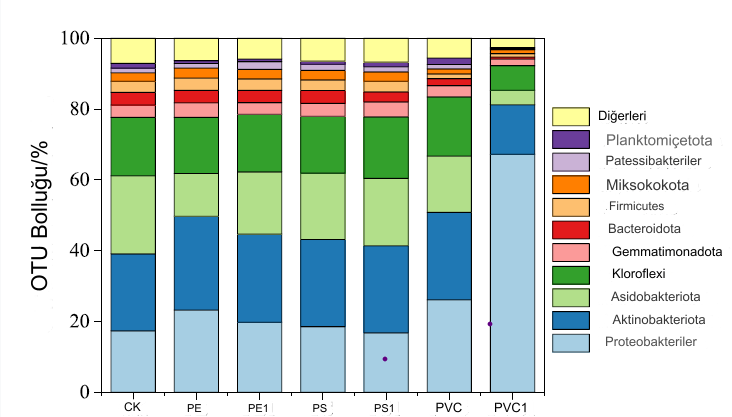 100
80
60
40
20
0
OTU Bolluğu/%
CK PE PE1 PS PS1 PVC PVC1
Diğerleri
Planktomiçetota
Patessibakteriler
Miksokokota
Firmicutes
Bacteroidota
Gemmatimonadota
Kloroflexi
Asidobakteriota
Aktinobakteriota
Proteobakteriler